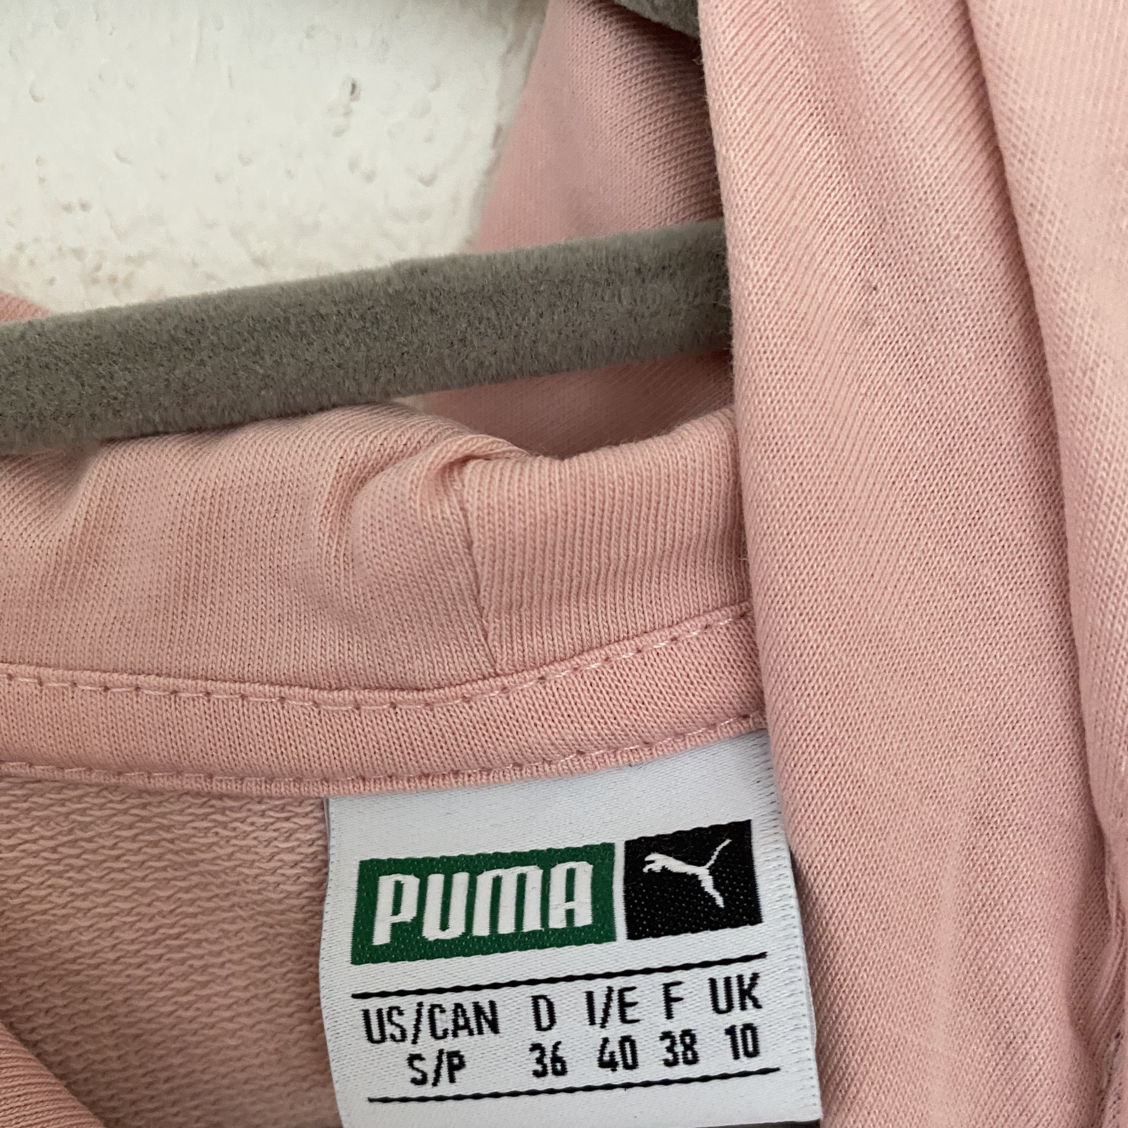 PUMA
US/CAN D I/E F UK
S/P 36 40 38 10